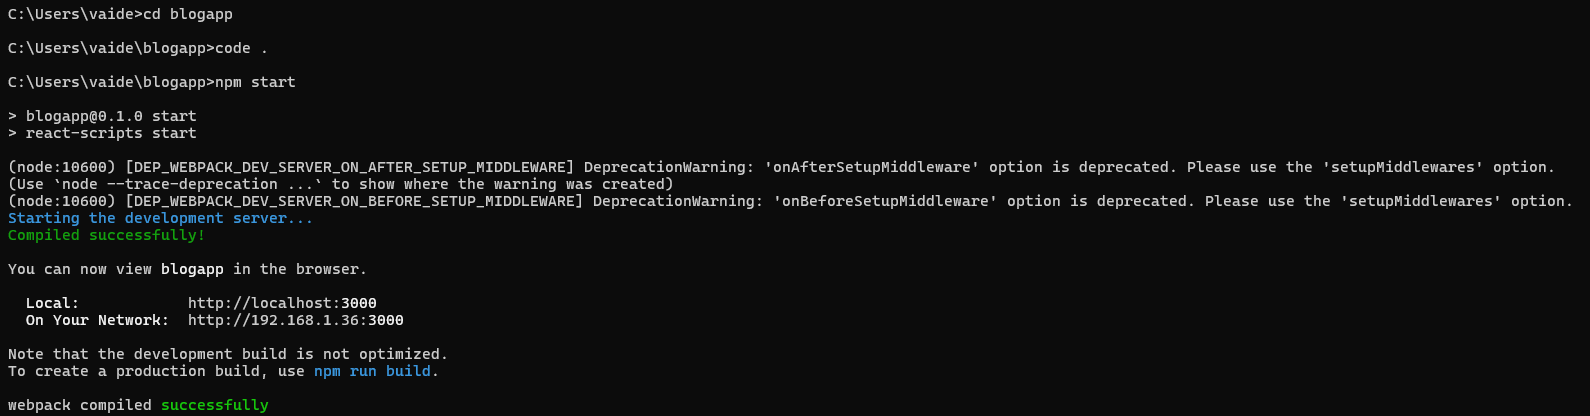 C:\Users\vaide>cd blogapp
C:\Users\vaide\blogapp>code .
C:\Users\vaide\blogapp>npm start
> blogapp@0.1.0 start
> react-scripts start
(node:10600) [DEP_WEBPACK_DEV_SERVER_ON_AFTER_SETUP_MIDDLEWARE] DeprecationWarning: 'onAfterSetupMiddleware' option is deprecated. Please use the 'setupMiddlewares' option.
(Use `node --trace-deprecation ...` to show where the warning was created)
(node:10600) [DEP_WEBPACK_DEV_SERVER_ON_BEFORE_SETUP_MIDDLEWARE] DeprecationWarning: 'onBeforeSetupMiddleware' option is deprecated. Please use the 'setupMiddlewares' option.
Starting the development server...
Compiled successfully!
You can now view blogapp in the browser.
Local: http://localhost:3000
On Your Network: http://192.168.1.36:3000
Note that the development build is not optimized.
To create a production build, use npm run build.
webpack compiled successfully